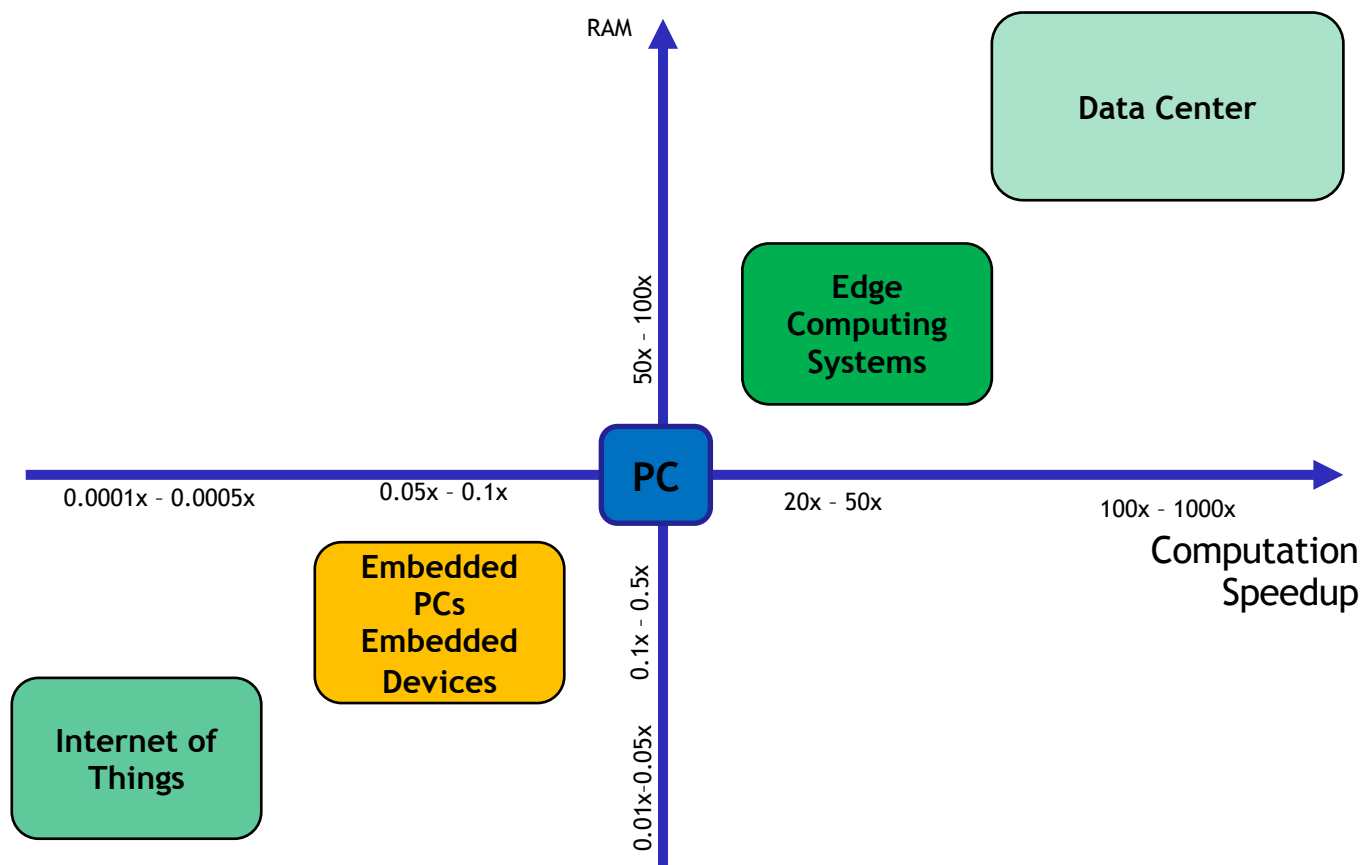 RAM
Data Center
Edge
Computing
Systems
50x – 100x
PC
0.0001x – 0.0005x
0.05x – 0.1x
20x – 50x
100x – 1000x
Computation
Speedup
Embedded
PCs
Embedded
Devices
0.1x – 0.5x
Internet of
Things
0.01x–0.05x